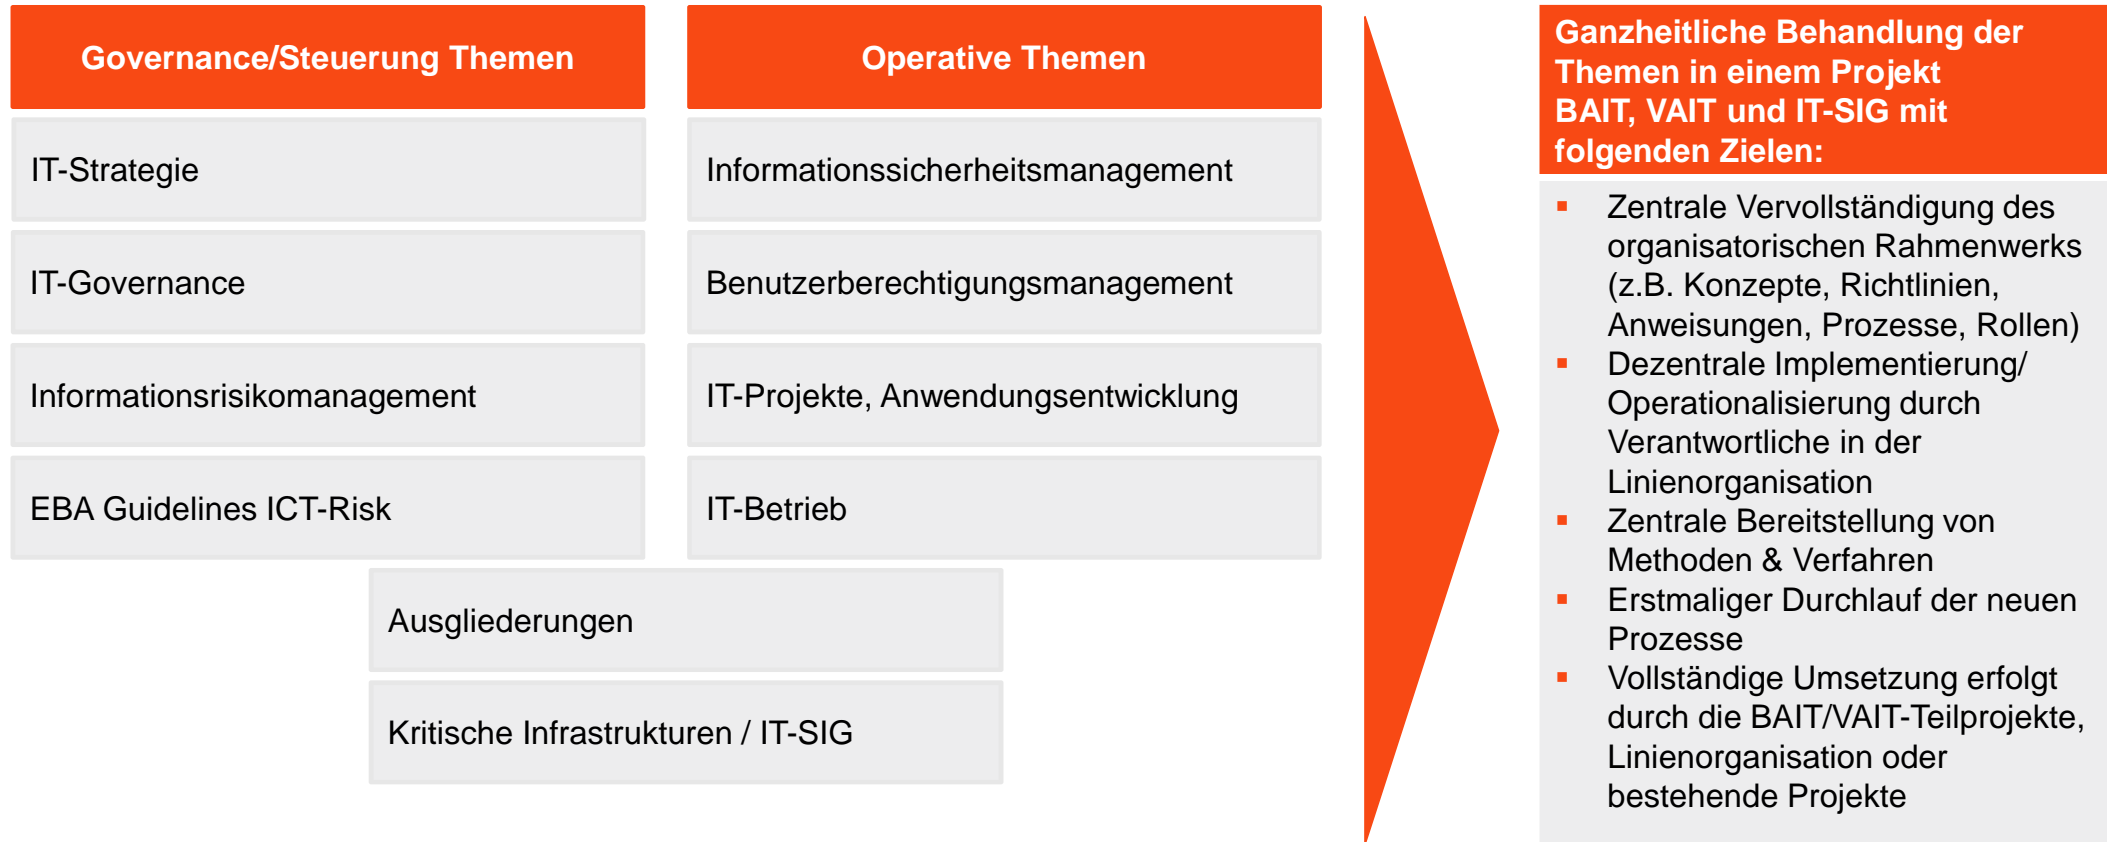 Governance/Steuerung Themen
IT-Strategie
IT-Governance
Informationsrisikomanagement
EBA Guidelines ICT-Risk
Operative Themen
Informationssicherheitsmanagement
Benutzerberechtigungsmanagement
IT-Projekte, Anwendungsentwicklung
IT-Betrieb
Ausgliederungen
Kritische Infrastrukturen / IT-SIG
Ganzheitliche Behandlung der
Themen in einem Projekt
BAIT, VAIT und IT-SIG mit
folgenden Zielen:
▪ Zentrale Vervollständigung des
organisatorischen Rahmenwerks
(z.B. Konzepte, Richtlinien,
Anweisungen, Prozesse, Rollen)
▪ Dezentrale Implementierung/
Operationalisierung durch
Verantwortliche in der
Linienorganisation
▪ Zentrale Bereitstellung von
Methoden & Verfahren
▪ Erstmaliger Durchlauf der neuen
Prozesse
▪ Vollständige Umsetzung erfolgt
durch die BAIT/VAIT-Teilprojekte,
Linienorganisation oder
bestehende Projekte